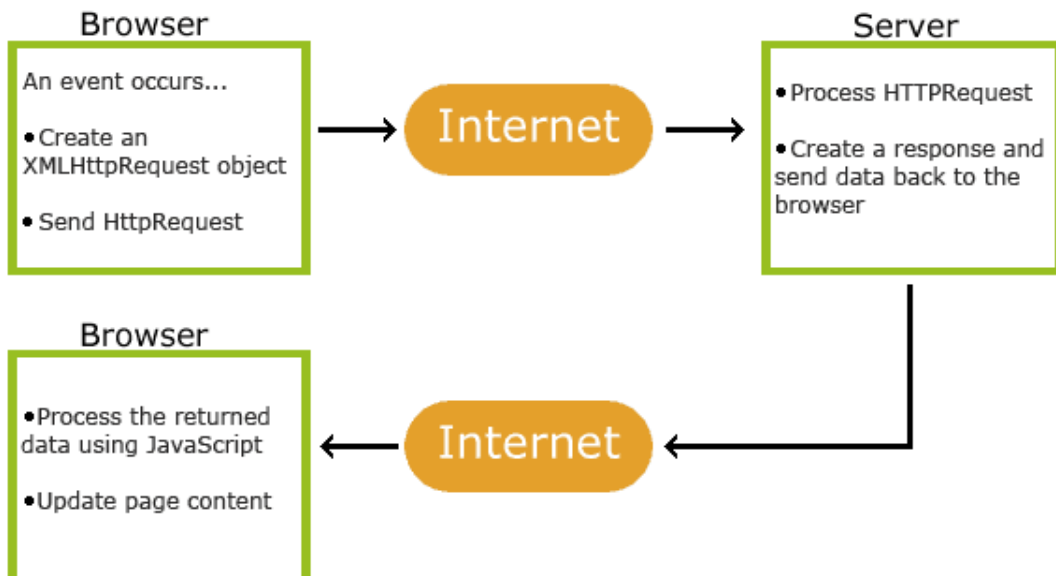 Browser
An event occurs...
•Create an
XMLHttpRequest object
• Send HttpRequest
Internet
Server
•Process HTTPRequest
•Create a response and
send data back to the
browser
Browser
•Process the returned
data using JavaScript
•Update page content
Internet